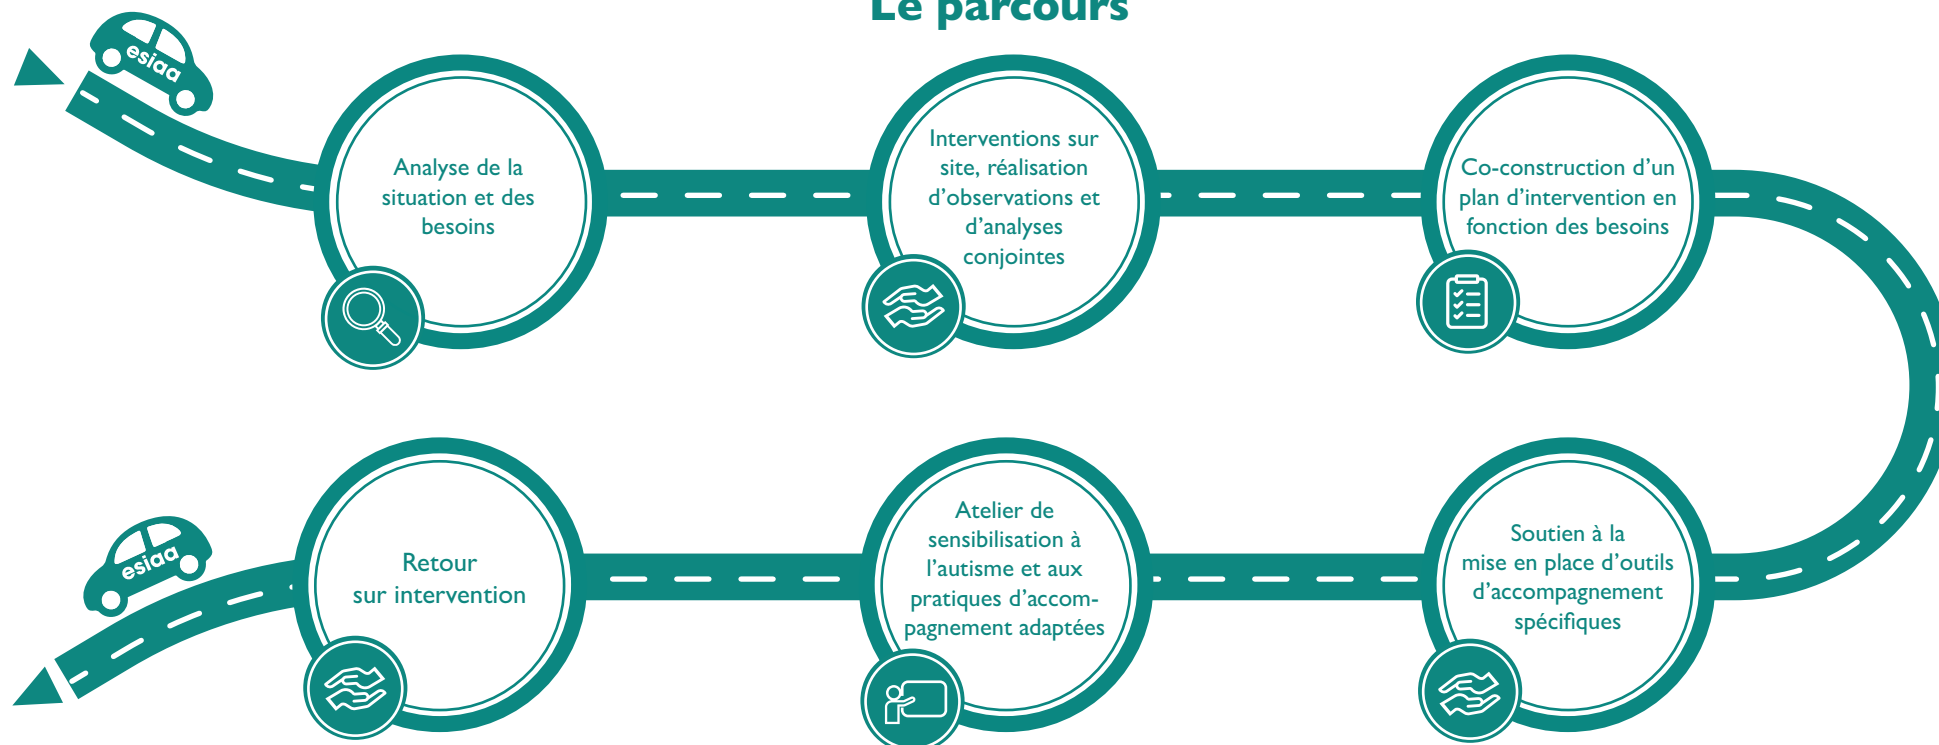 Le parcours
esiaa
Analyse de la
situation et des
besoins
Interventions sur
site, réalisation
d’observations et
d’analyses
conjointes
Co-construction d’un
plan d’intervention en
fonction des besoins
Soutien à la
mise en place d’outils
d’accompagnement
spécifiques
Atelier de
sensibilisation à
l’autisme et aux
pratiques d’accom-
pagnement adaptées
Retour
sur intervention
esiaa